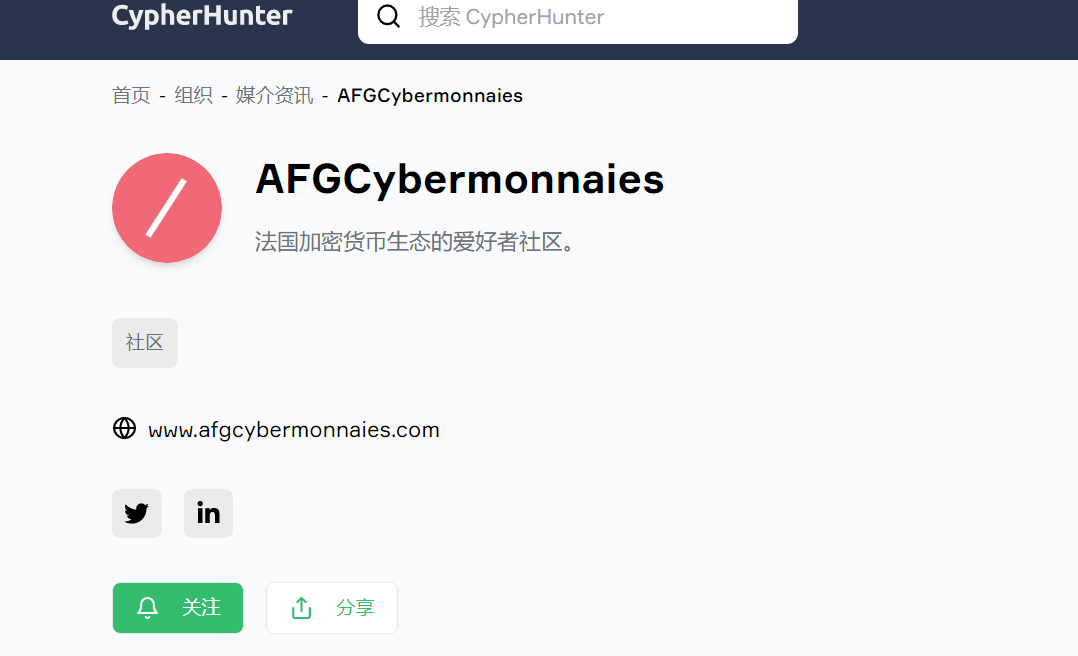 CypherHunter
搜索 CypherHunter
首页 - 组织 - 媒介资讯 - AFGCybermonnaies
AFGCybermonnaies
法国加密货币生态的爱好者社区。
社区
www.afgcybermonnaies.com
in
关注
分享